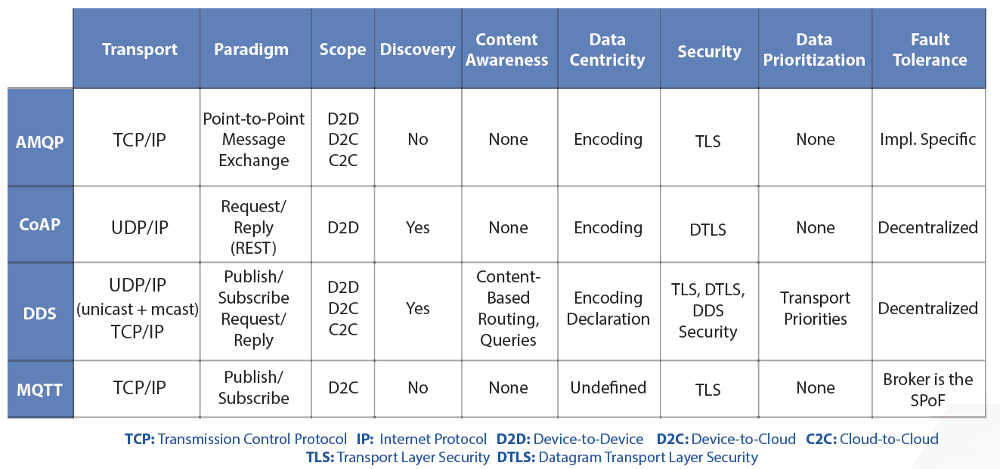 Transport Paradigm Scope Discovery Content Awareness Data Centricity Security Data Prioritization Fault Tolerance
AMQP
TCP/IP
Point-to-Point
Message
Exchange
D2D
D2C
C2C
No
None
Encoding
TLS
None
Impl. Specific
CoAP
UDP/IP
Request/
Reply
(REST)
D2D
Yes
None
Encoding
DTLS
None
Decentralized
DDS
UDP/IP
(unicast + mcast)
TCP/IP
Publish/
Subscribe
Request/
Reply
D2D
D2C
C2C
Yes
Content-
Based
Routing,
Queries
Encoding
Declaration
TLS, DTLS,
DDS
Security
Transport
Priorities
Decentralized
MQTT
TCP/IP
Publish/
Subscribe
D2C
No
None
Undefined
TLS
None
Broker is the
SPoF
TCP: Transmission Control Protocol IP: Internet Protocol D2D: Device-to-Device D2C: Device-to-Cloud C2C: Cloud-to-Cloud
TLS: Transport Layer Security DTLS: Datagram Transport Layer Security